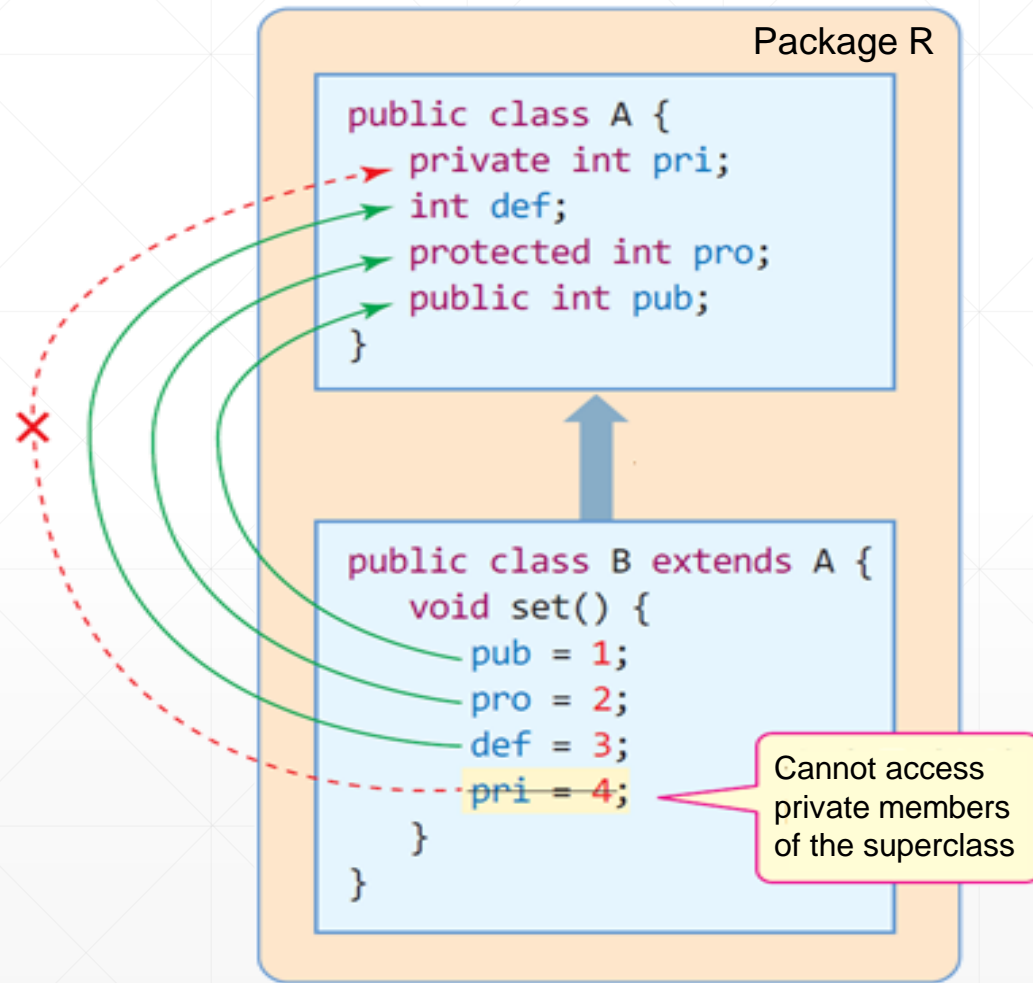 Package R
public class A {
private int pri;
int def;
protected int pro;
public int pub;
}
public class B extends A {
void set() {
pub = 1;
pro = 2;
def = 3;
pri = 4;
}
}
Cannot access
private members
of the superclass